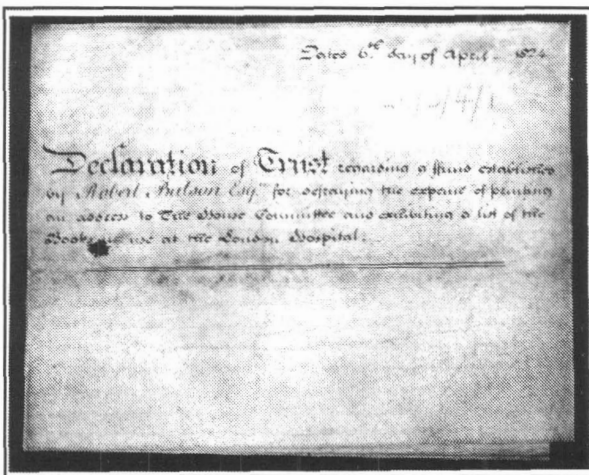 Dated 6th day of April 1824
Declaration of Trust regarding a Fund established
by Robert Bulson Esqre for defraying the expense of printing
an address to The House Committee and exhibiting a list of the
Books in use at the London Hospital.